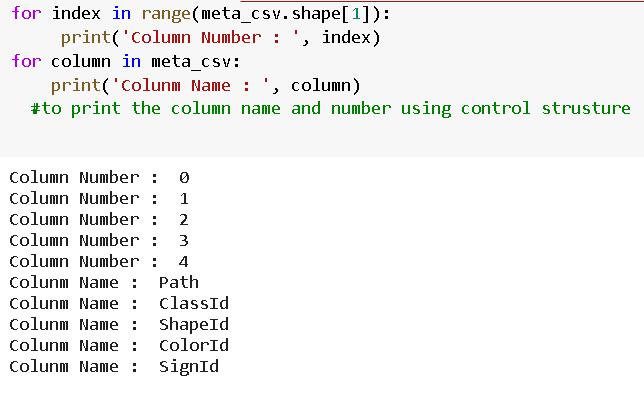 for index in range(meta_csv.shape[1]):
print('Column Number : ', index)
for column in meta_csv:
print('Colunm Name : ', column)
#to print the column name and number using control strusture
Column Number :  0
Column Number :  1
Column Number :  2
Column Number :  3
Column Number :  4
Colunm Name :  Path
Colunm Name :  ClassId
Colunm Name :  ShapeId
Colunm Name :  ColorId
Colunm Name :  SignId